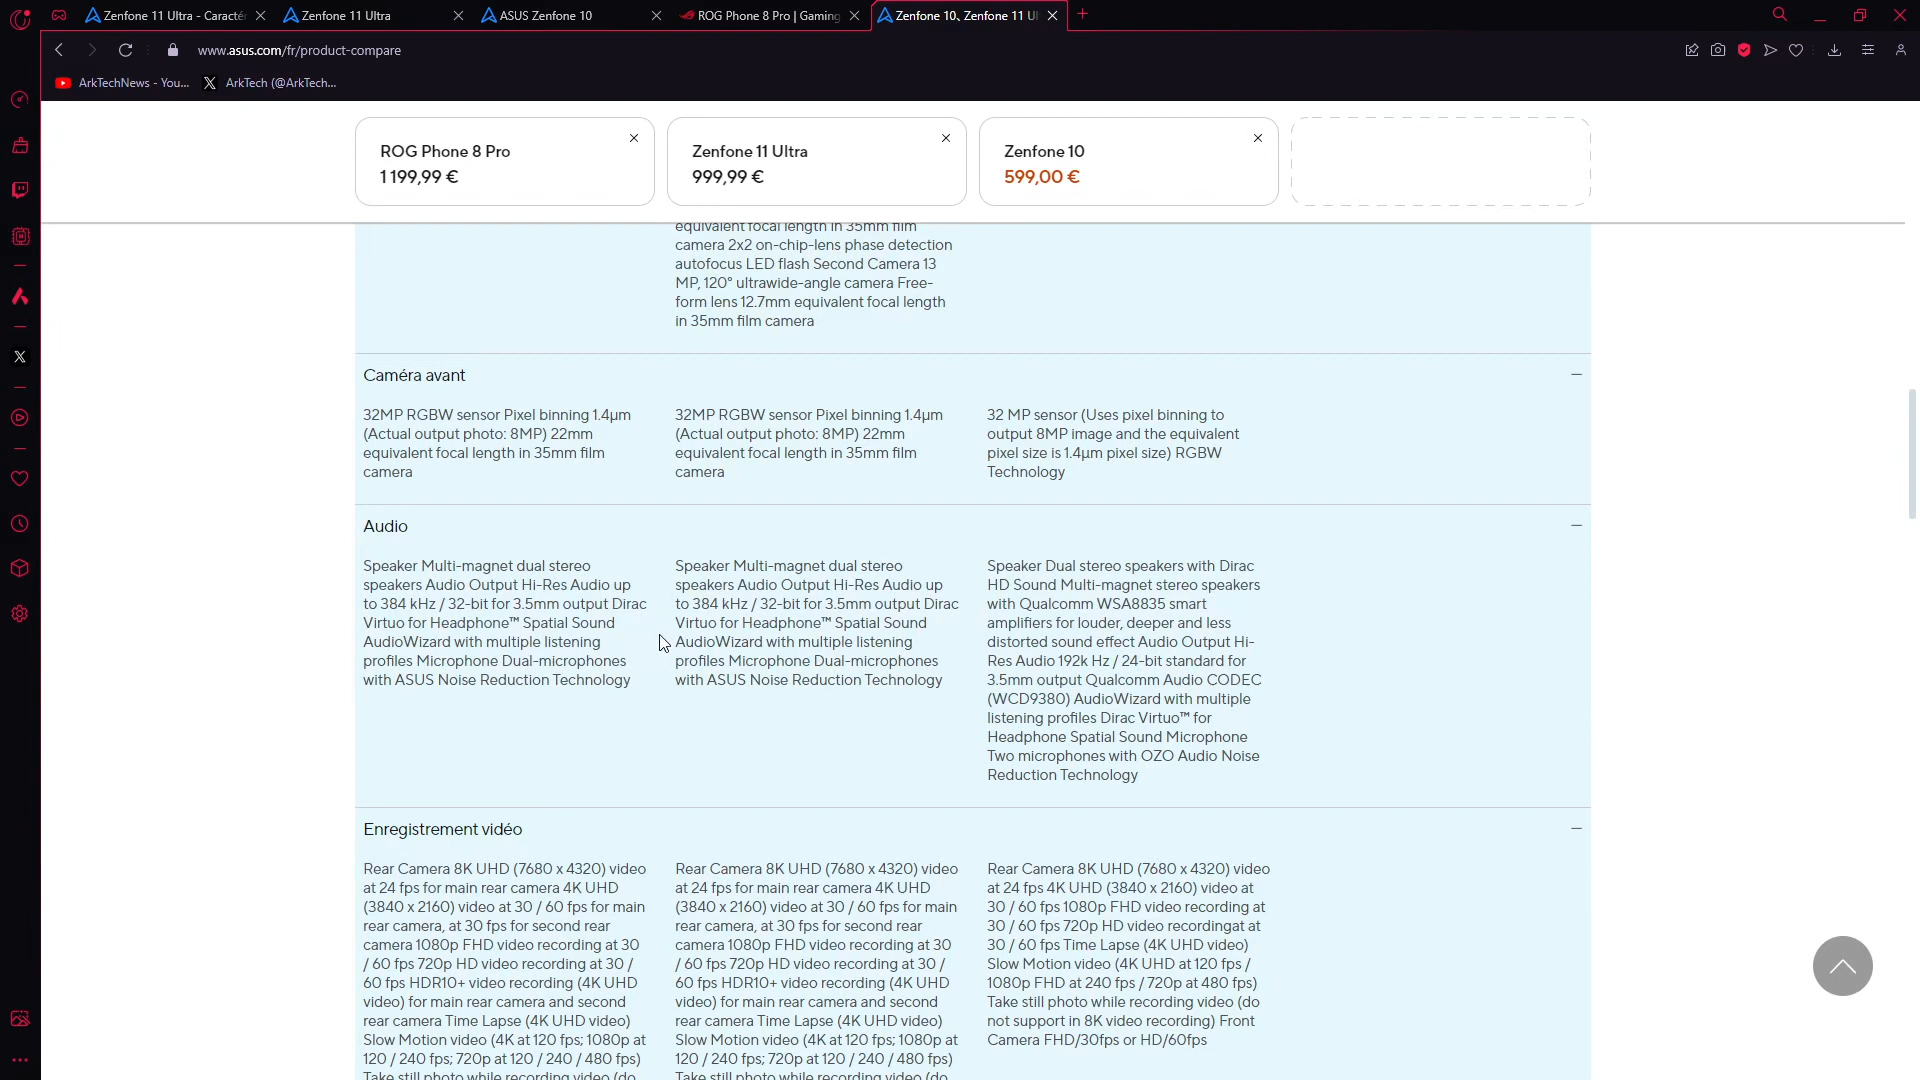 Zenfone 11 Ultra - Caractér
Zenfone 11 Ultra
ASUS Zenfone 10
ROG Phone 8 Pro | Gaming
Zenfone 10、Zenfone 11 Ul
www.asus.com/fr/product-compare
ArkTechNews - You...
ArkTech (@ArkTech...
ROG Phone 8 Pro
1 199,99 €
Zenfone 11 Ultra
999,99 €
Zenfone 10
599,00 €
equivalent focal length in 35mm film
camera 2x2 on-chip-lens phase detection
autofocus LED flash Second Camera 13
MP, 120° ultrawide-angle camera Free-
form lens 12.7mm equivalent focal length
in 35mm film camera
Caméra avant
32MP RGBW sensor Pixel binning 1.4μm
(Actual output photo: 8MP) 22mm
equivalent focal length in 35mm film
camera
32MP RGBW sensor Pixel binning 1.4μm
(Actual output photo: 8MP) 22mm
equivalent focal length in 35mm film
camera
32 MP sensor (Uses pixel binning to
output 8MP image and the equivalent
pixel size is 1.4μm pixel size) RGBW
Technology
Audio
Speaker Multi-magnet dual stereo
speakers Audio Output Hi-Res Audio up
to 384 kHz / 32-bit for 3.5mm output Dirac
Virtuo for Headphone™ Spatial Sound
AudioWizard with multiple listening
profiles Microphone Dual-microphones
with ASUS Noise Reduction Technology
Speaker Multi-magnet dual stereo
speakers Audio Output Hi-Res Audio up
to 384 kHz / 32-bit for 3.5mm output Dirac
Virtuo for Headphone™ Spatial Sound
AudioWizard with multiple listening
profiles Microphone Dual-microphones
with ASUS Noise Reduction Technology
Speaker Dual stereo speakers with Dirac
HD Sound Multi-magnet stereo speakers
with Qualcomm WSA8835 smart
amplifiers for louder, deeper and less
distorted sound effect Audio Output Hi-
Res Audio 192k Hz / 24-bit standard for
3.5mm output Qualcomm Audio CODEC
(WCD9380) AudioWizard with multiple
listening profiles Dirac Virtuo™ for
Headphone Spatial Sound Microphone
Two microphones with OZO Audio Noise
Reduction Technology
Enregistrement vidéo
Rear Camera 8K UHD (7680 x 4320) video
at 24 fps for main rear camera 4K UHD
(3840 x 2160) video at 30 / 60 fps for main
rear camera, at 30 fps for second rear
camera 1080p FHD video recording at 30
/ 60 fps 720p HD video recording at 30 /
60 fps HDR10+ video recording (4K UHD
video) for main rear camera and second
rear camera Time Lapse (4K UHD video)
Slow Motion video (4K at 120 fps; 1080p at
120 / 240 fps; 720p at 120 / 240 / 480 fps)
Take still photo while recording video (do
Rear Camera 8K UHD (7680 x 4320) video
at 24 fps for main rear camera 4K UHD
(3840 x 2160) video at 30 / 60 fps for main
rear camera, at 30 fps for second rear
camera 1080p FHD video recording at 30
/ 60 fps 720p HD video recording at 30 /
60 fps HDR10+ video recording (4K UHD
video) for main rear camera and second
rear camera Time Lapse (4K UHD video)
Slow Motion video (4K at 120 fps; 1080p at
120 / 240 fps; 720p at 120 / 240 / 480 fps)
Take still photo while recording video (do
Rear Camera 8K UHD (7680 x 4320) video
at 24 fps 4K UHD (3840 x 2160) video at
30 / 60 fps 1080p FHD video recording at
30 / 60 fps 720p HD video recordingat at
30 / 60 fps Time Lapse (4K UHD video)
Slow Motion video (4K UHD at 120 fps /
1080p FHD at 240 fps / 720p at 480 fps)
Take still photo while recording video (do
not support in 8K video recording) Front
Camera FHD/30fps or HD/60fps